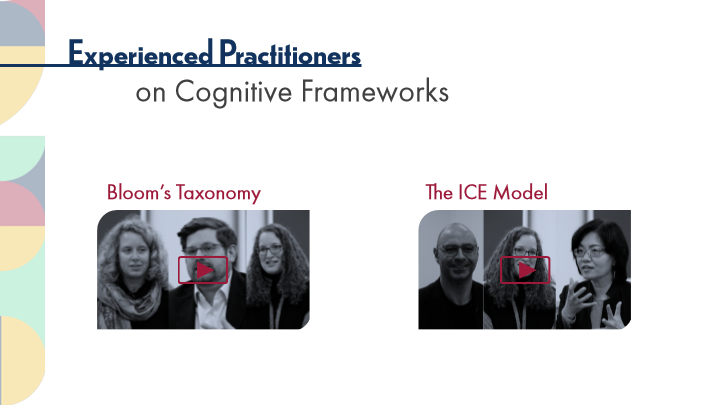 Experienced Practitioners
on Cognitive Frameworks
Bloom's Taxonomy
The ICE Model